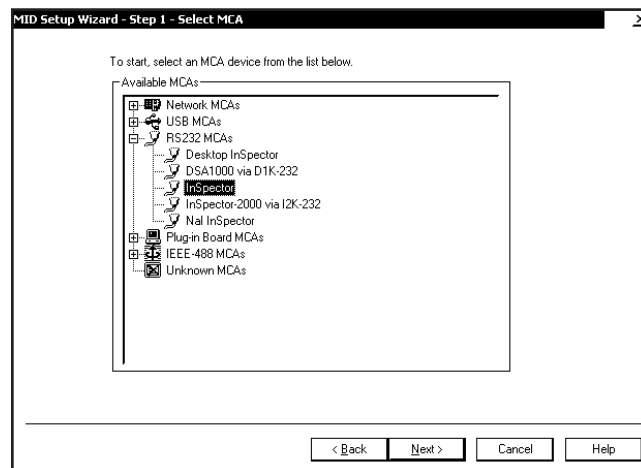 MID Setup Wizard - Step 1 - Select MCA
To start, select an MCA device from the list below.
Available MCAs
Network MCAs
USB MCAs
RS232 MCAs
Desktop InSpector
DSA1000 via D1K-232
InSpector
InSpector-2000 via I2K-232
NaI InSpector
Plug-in Board MCAs
IEEE-488 MCAs
Unknown MCAs
< Back Next > Cancel Help